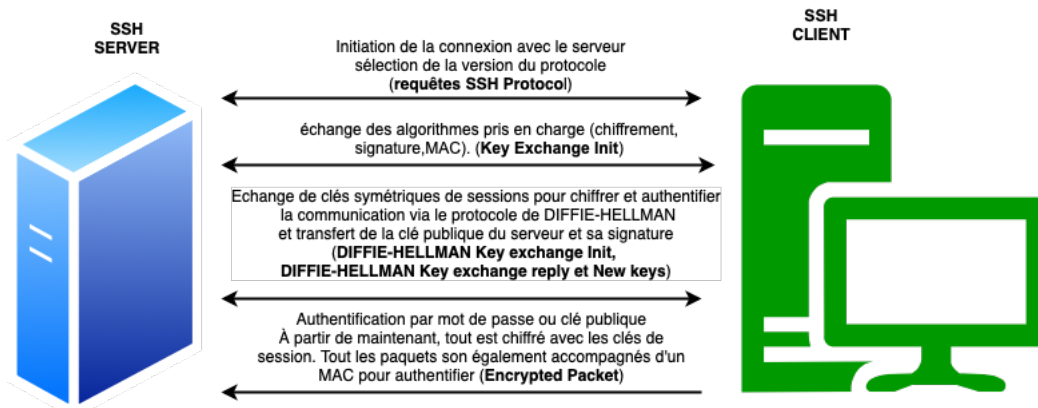 SSH
SERVER
SSH
CLIENT
Initiation de la connexion avec le serveur
sélection de la version du protocole
(requêtes SSH Protocol)
échange des algorithmes pris en charge (chiffrement,
signature,MAC). (Key Exchange Init)
Echange de clés symétriques de sessions pour chiffrer et authentifier
la communication via le protocole de DIFFIE-HELLMAN
et transfert de la clé publique du serveur et sa signature
(DIFFIE-HELLMAN Key exchange Init,
DIFFIE-HELLMAN Key exchange reply et New keys)
Authentification par mot de passe ou clé publique
À partir de maintenant, tout est chiffré avec les clés de
session. Tout les paquets son également accompagnés d'un
MAC pour authentifier (Encrypted Packet)